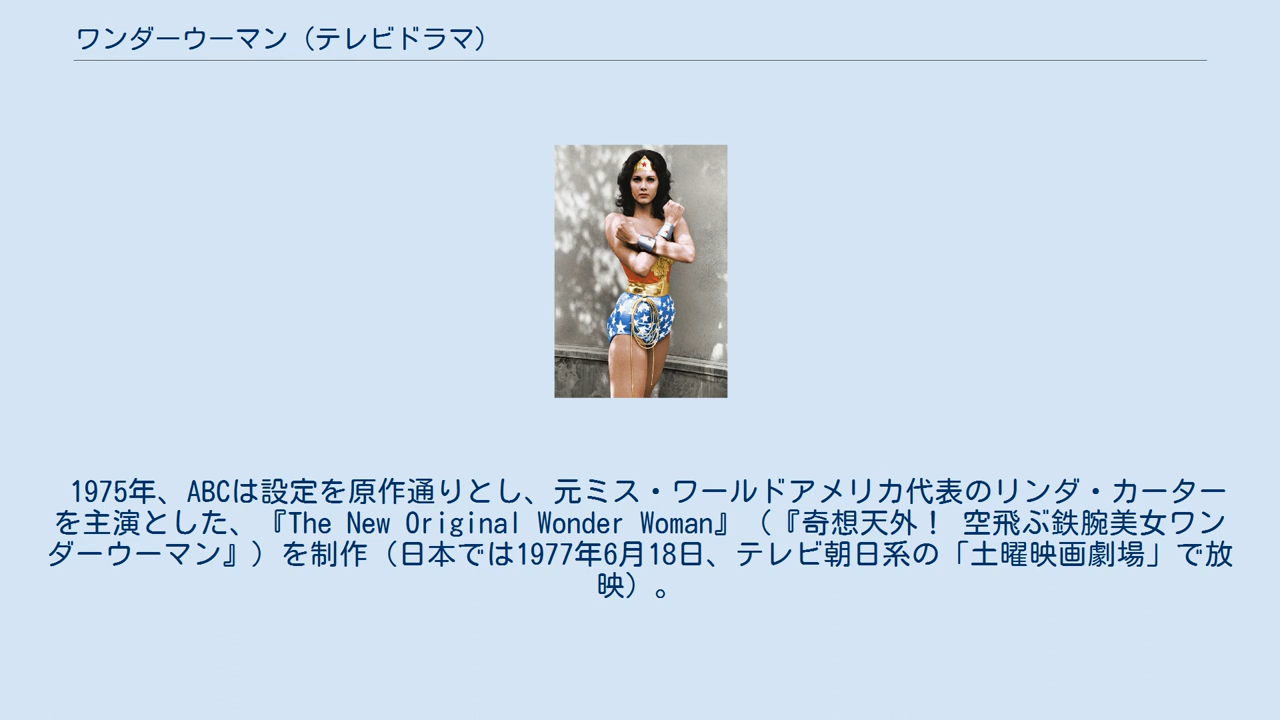 ワンダーウーマン（テレビドラマ）
1975年、ABCは設定を原作通りとし、元ミス・ワールドアメリカ代表のリンダ・カーター
を主演とした、『The New Original Wonder Woman』（『奇想天外！ 空飛ぶ鉄腕美女ワン
ダーウーマン』）を制作（日本では1977年6月18日、テレビ朝日系の「土曜映画劇場」で放
映）。